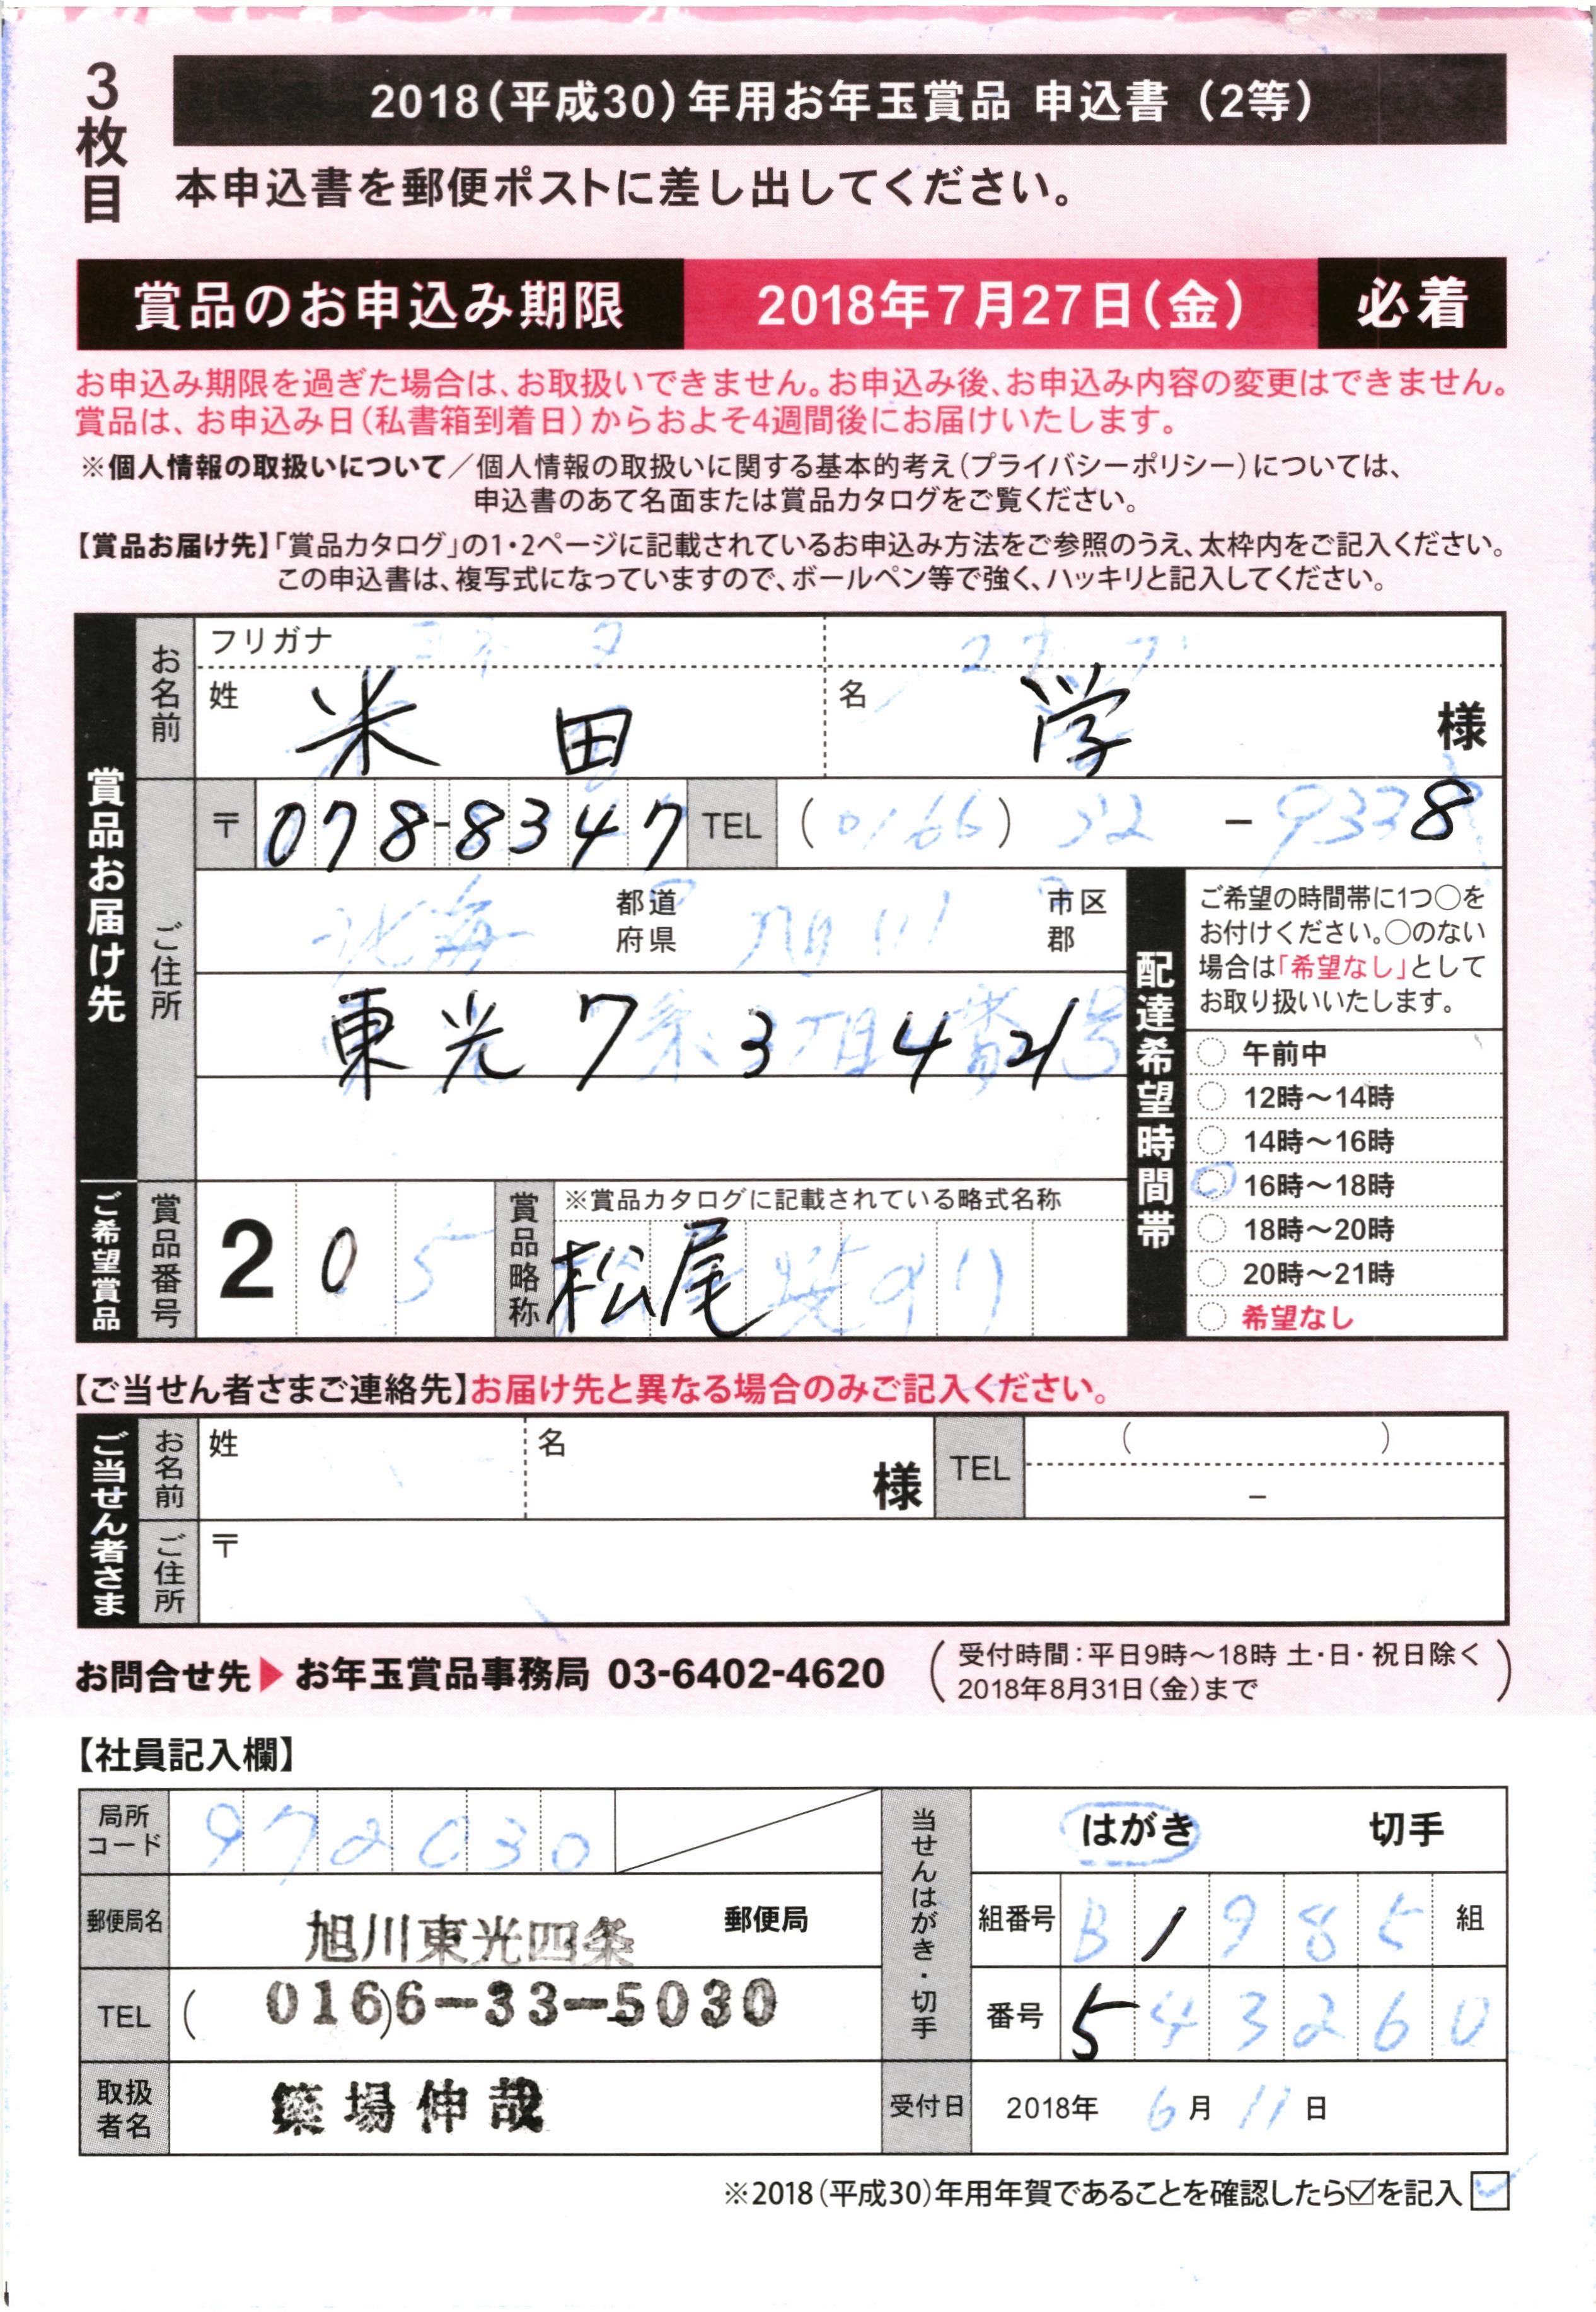 3枚目
2018（平成30）年用お年玉賞品 申込書（2等）
本申込書を郵便ポストに差し出してください。
賞品のお申込み期限 2018年7月27日（金） 必着
お申込み期限を過ぎた場合は、お取扱いできません。お申込み後、お申込み内容の変更はできません。
賞品は、お申込み日（私書箱到着日）からおよそ4週間後にお届けいたします。
※個人情報の取扱いについて／個人情報の取扱いに関する基本的考え（プライバシーポリシー）については、
申込書のあて名面または賞品カタログをご覧ください。
【賞品お届け先】「賞品カタログ」の1・2ページに記載されているお申込み方法をご参照のうえ、太枠内をご記入ください。
この申込書は、複写式になっていますので、ボールペン等で強く、ハッキリと記入してください。
賞品お届け先
お名前
フリガナ ヨネタ マナブ
姓 米田 名 学 様
ご住所
〒 078-8347 TEL （0166） 32 － 9338
北海 都道府県 旭川 市区郡
東光7条3丁目4番21号
配達希望時間帯
ご希望の時間帯に1つ○を
お付けください。○のない
場合は「希望なし」として
お取り扱いいたします。
午前中
12時～14時
14時～16時
16時～18時
18時～20時
20時～21時
希望なし
ご希望賞品
賞品番号 2 0 5
賞品略称 ※賞品カタログに記載されている略式名称
松尾
【ご当せん者さまご連絡先】お届け先と異なる場合のみご記入ください。
ご当せん者さま
お名前 姓 名 様 TEL （ ） －
ご住所 〒
お問合せ先▶お年玉賞品事務局 03-6402-4620
（受付時間：平日9時～18時 土・日・祝日除く
2018年8月31日（金）まで）
【社員記入欄】
局所コード 972030
郵便局名 旭川東光四条 郵便局
TEL （ 0166-33-5030
取扱者名 築場伸哉
当せんはがき・切手
はがき 切手
組番号 B1985 組
番号 543260
受付日 2018年 6月 11日
※2018（平成30）年用年賀であることを確認したら☑を記入